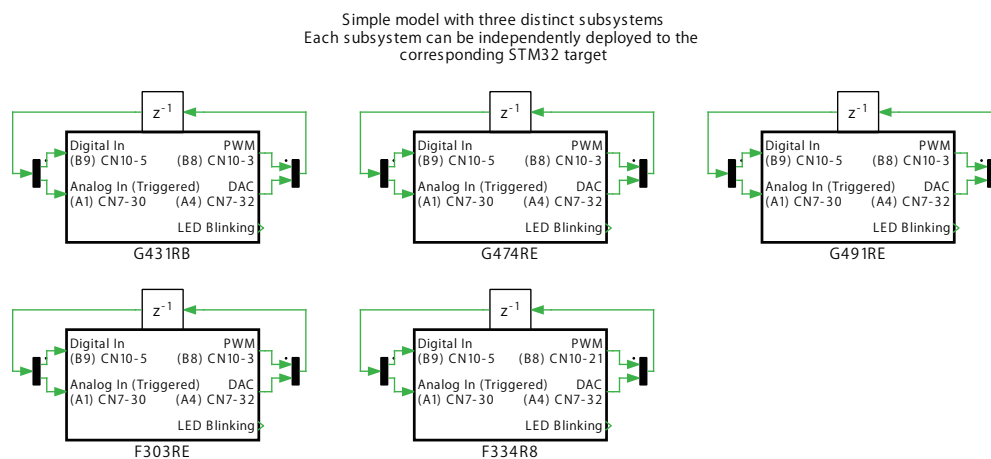 Simple model with three distinct subsystems
Each subsystem can be independently deployed to the
corresponding STM32 target
z-1
Digital In
PWM
(B9) CN10-5
(B8) CN10-3
Analog In (Triggered)
DAC
(A1) CN7-30
(A4) CN7-32
LED Blinking
G431RB
z-1
Digital In
PWM
(B9) CN10-5
(B8) CN10-3
Analog In (Triggered)
DAC
(A1) CN7-30
(A4) CN7-32
LED Blinking
G474RE
z-1
Digital In
PWM
(B9) CN10-5
(B8) CN10-3
Analog In (Triggered)
DAC
(A1) CN7-30
(A4) CN7-32
LED Blinking
G491RE
z-1
Digital In
PWM
(B9) CN10-5
(B8) CN10-3
Analog In (Triggered)
DAC
(A1) CN7-30
(A4) CN7-32
LED Blinking
F303RE
z-1
Digital In
PWM
(B9) CN10-5
(B8) CN10-21
Analog In (Triggered)
DAC
(A1) CN7-30
(A4) CN7-32
LED Blinking
F334R8